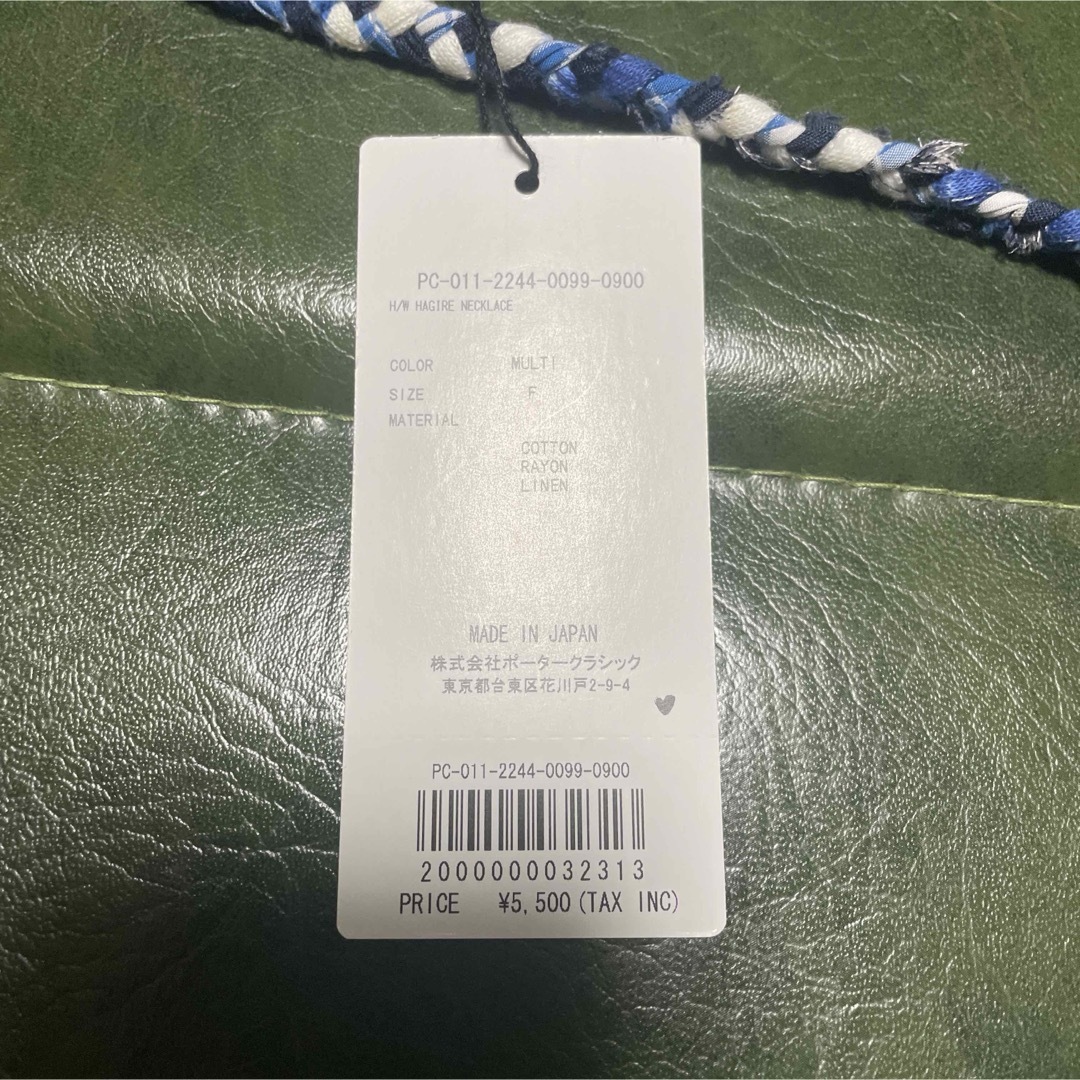 PC-011-2244-0099-0900
H/W HAGIRE NECKLACE
COLOR MULTI
SIZE F
MATERIAL
COTTON
RAYON
LINEN
MADE IN JAPAN
株式会社ポータークラシック
東京都台東区花川戸2-9-4
PC-011-2244-0099-0900
2000000032313
PRICE ¥5,500(TAX INC)